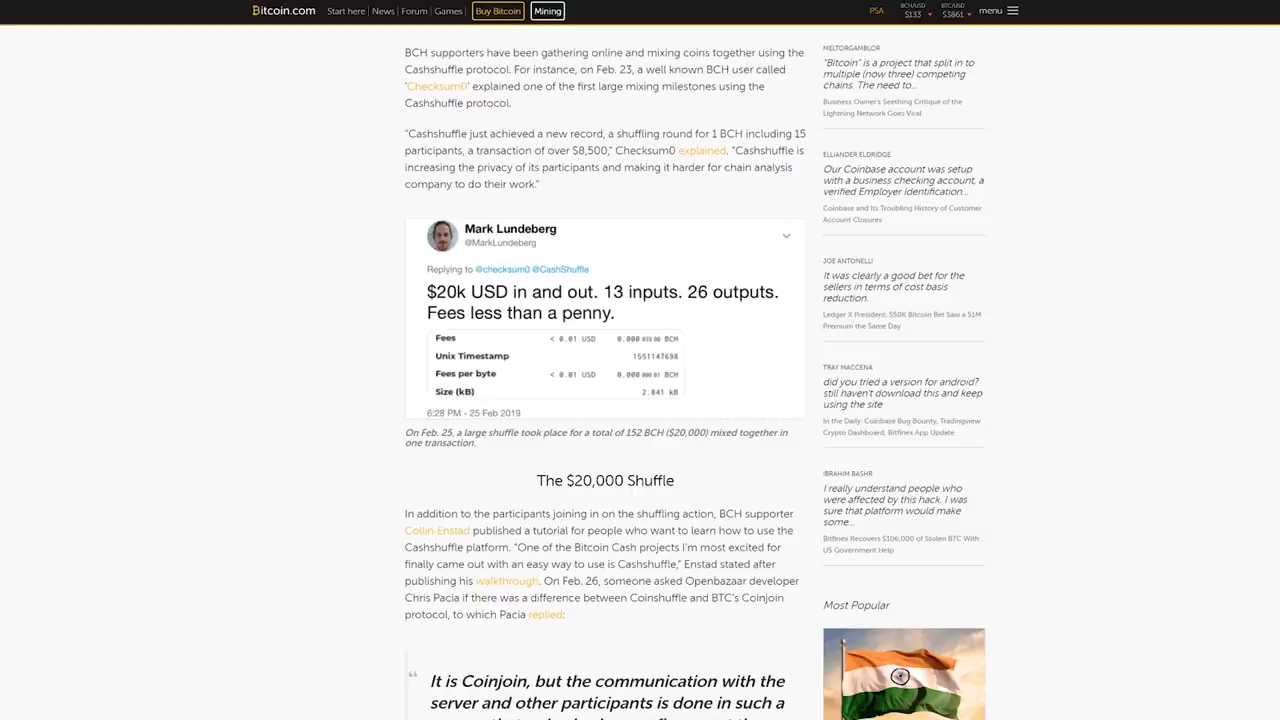 Bitcoin.com Start here News Forum Games Buy Bitcoin Mining PSA BCH/USD $133 BTC/USD $3861 menu
BCH supporters have been gathering online and mixing coins together using the
Cashshuffle protocol. For instance, on Feb. 23, a well known BCH user called
'Checksum0' explained one of the first large mixing milestones using the
Cashshuffle protocol.
"Cashshuffle just achieved a new record, a shuffling round for 1 BCH including 15
participants, a transaction of over $8,500," Checksum0 explained. "Cashshuffle is
increasing the privacy of its participants and making it harder for chain analysis
company to do their work."
Mark Lundeberg
@MarkLundeberg
Replying to @checksum0 @CashShuffle
$20k USD in and out. 13 inputs. 26 outputs.
Fees less than a penny.
Fees < 0.01 USD BCH
Unix Timestamp 1551147698
Fees per byte < 0.01 USD BCH
Size (kB) 2.841 kB
6:28 PM - 25 Feb 2019
On Feb. 25, a large shuffle took place for a total of 152 BCH ($20,000) mixed together in
one transaction.
The $20,000 Shuffle
In addition to the participants joining in on the shuffling action, BCH supporter
Collin Enstad published a tutorial for people who want to learn how to use the
Cashshuffle platform. "One of the Bitcoin Cash projects I'm most excited for
finally came out with an easy way to use is Cashshuffle," Enstad stated after
publishing his walkthrough. On Feb. 26, someone asked Openbazaar developer
Chris Pacia if there was a difference between Coinshuffle and BTC's Coinjoin
protocol, to which Pacia replied:
“ It is Coinjoin, but the communication with the
server and other participants is done in such a
MELTORGAMBLOR
"Bitcoin" is a project that split in to
multiple (now three) competing
chains. The need to...
Business Owner's Seething Critique of the
Lightning Network Goes Viral
ELLIANDER ELDRIDGE
Our Coinbase account was setup
with a business checking account, a
verified Employer Identification...
Coinbase and Its Troubling History of Customer
Account Closures
JOE ANTONELLI
It was clearly a good bet for the
sellers in terms of cost basis
reduction.
Ledger X President: $50K Bitcoin Bet Saw a $1M
Premium the Same Day
TRAY MACCENA
did you tried a version for android?
still haven't download this and keep
using the site
In the Daily: Coinbase Bug Bounty, Tradingview
Crypto Dashboard, Bitfinex App Update
IBRAHIM BASHR
I really understand people who
were affected by this hack. I was
sure that platform would make
some...
Bitfinex Recovers $106,000 of Stolen BTC With
US Government Help
Most Popular